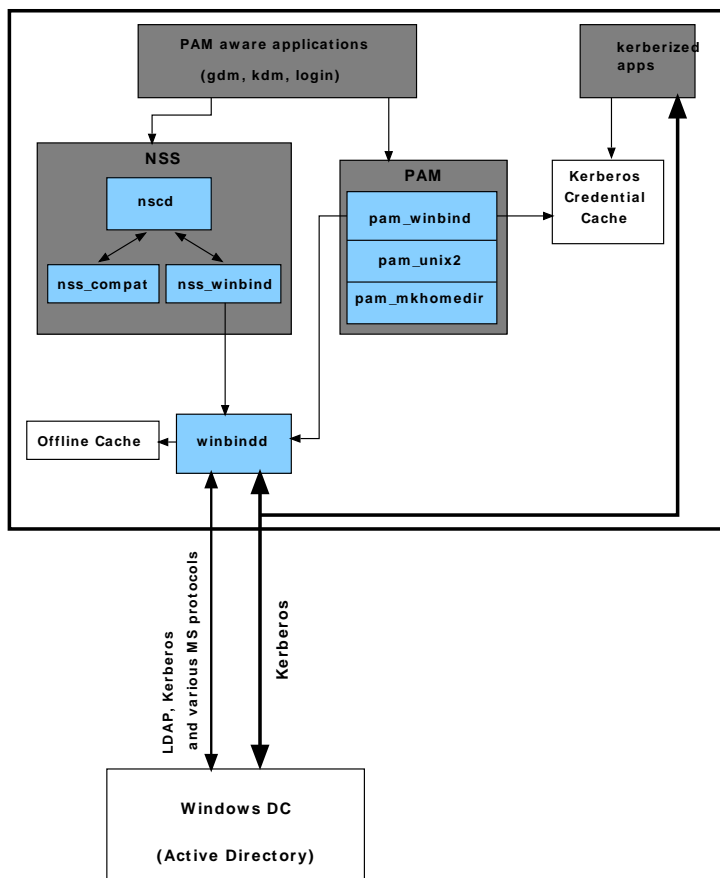 PAM aware applications
(gdm, kdm, login)
kerberized
apps
NSS
nscd
nss_compat
nss_winbind
PAM
pam_winbind
pam_unix2
pam_mkhomedir
Kerberos
Credential
Cache
Offline Cache
winbindd
LDAP, Kerberos
and various MS protocols
Kerberos
Windows DC
(Active Directory)